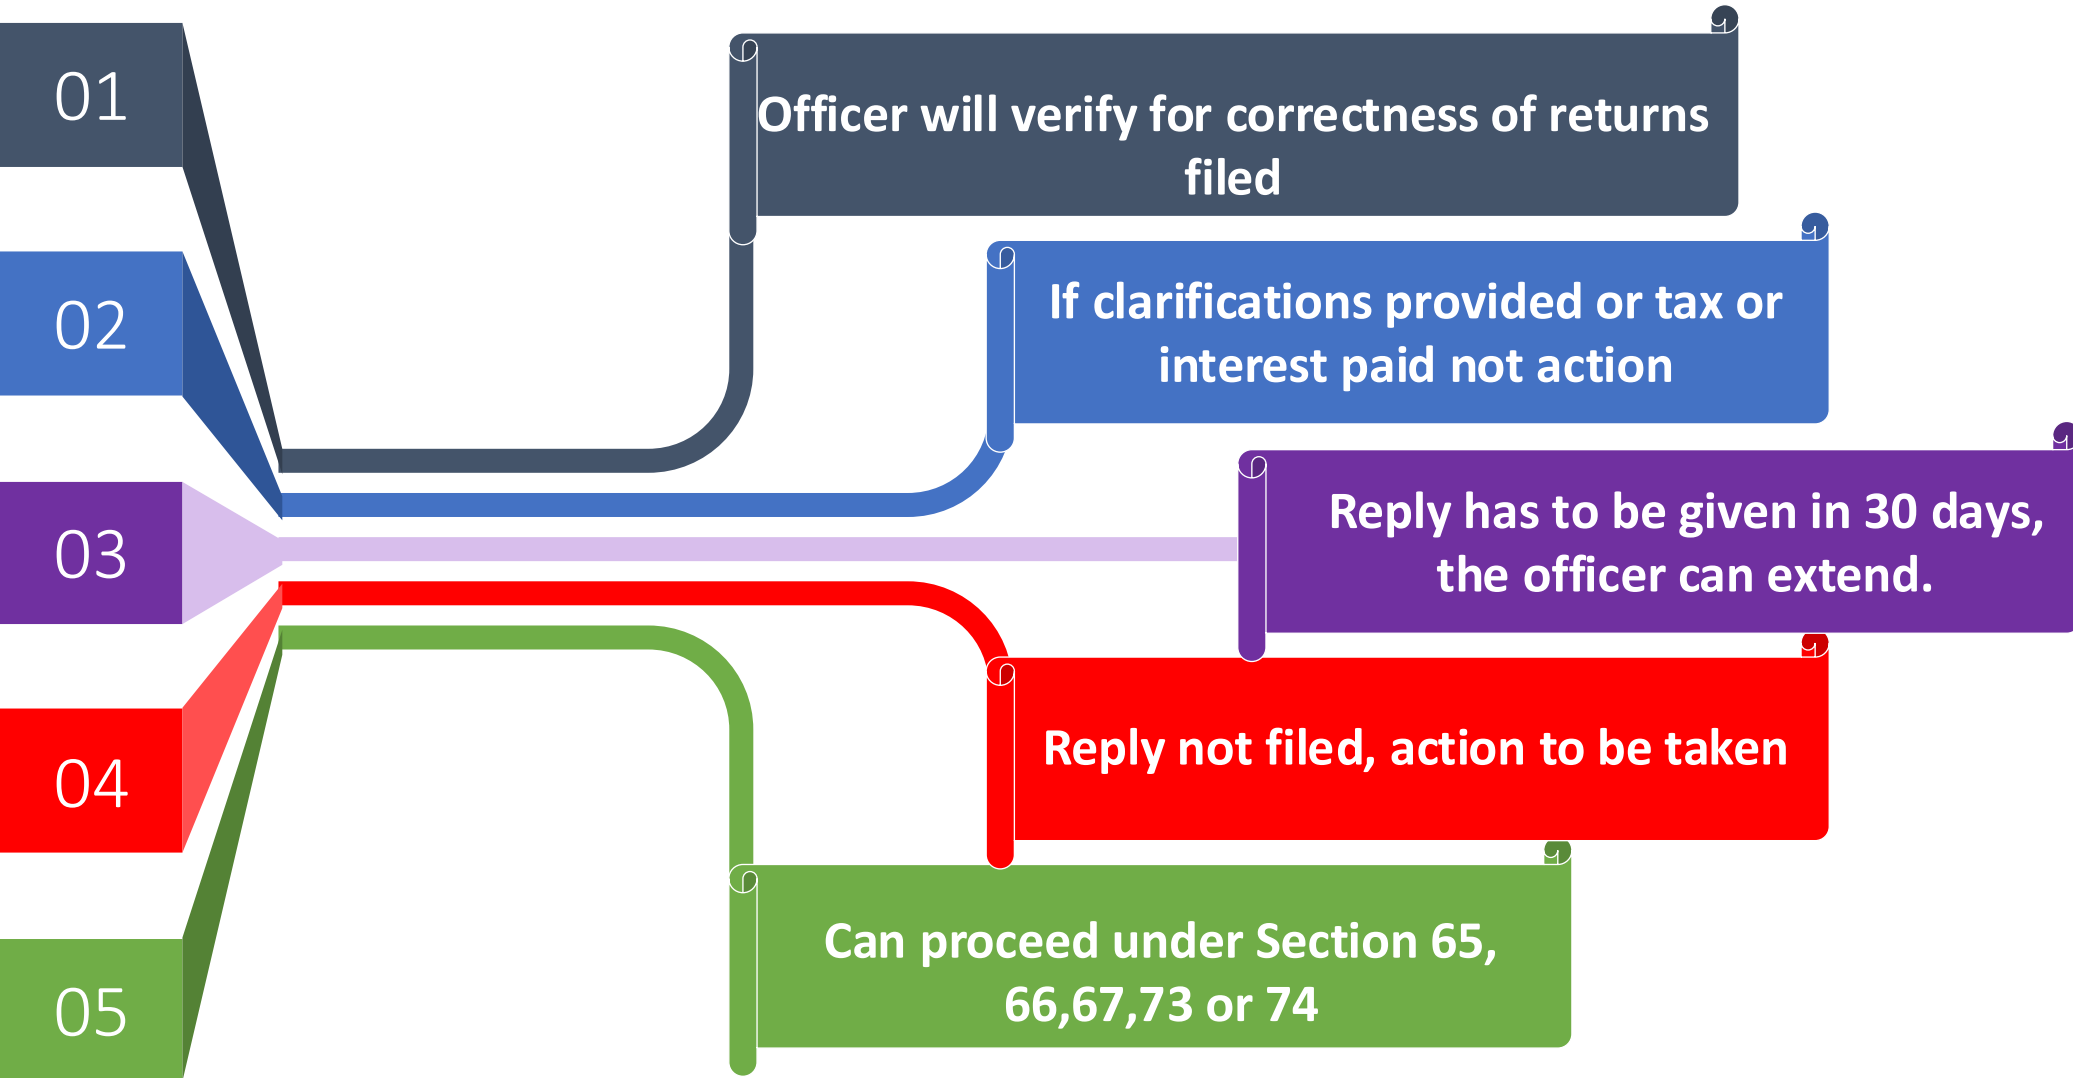 01
Officer will verify for correctness of returns
filed
02
If clarifications provided or tax or
interest paid not action
03
Reply has to be given in 30 days,
the officer can extend.
04
Reply not filed, action to be taken
05
Can proceed under Section 65,
66,67,73 or 74